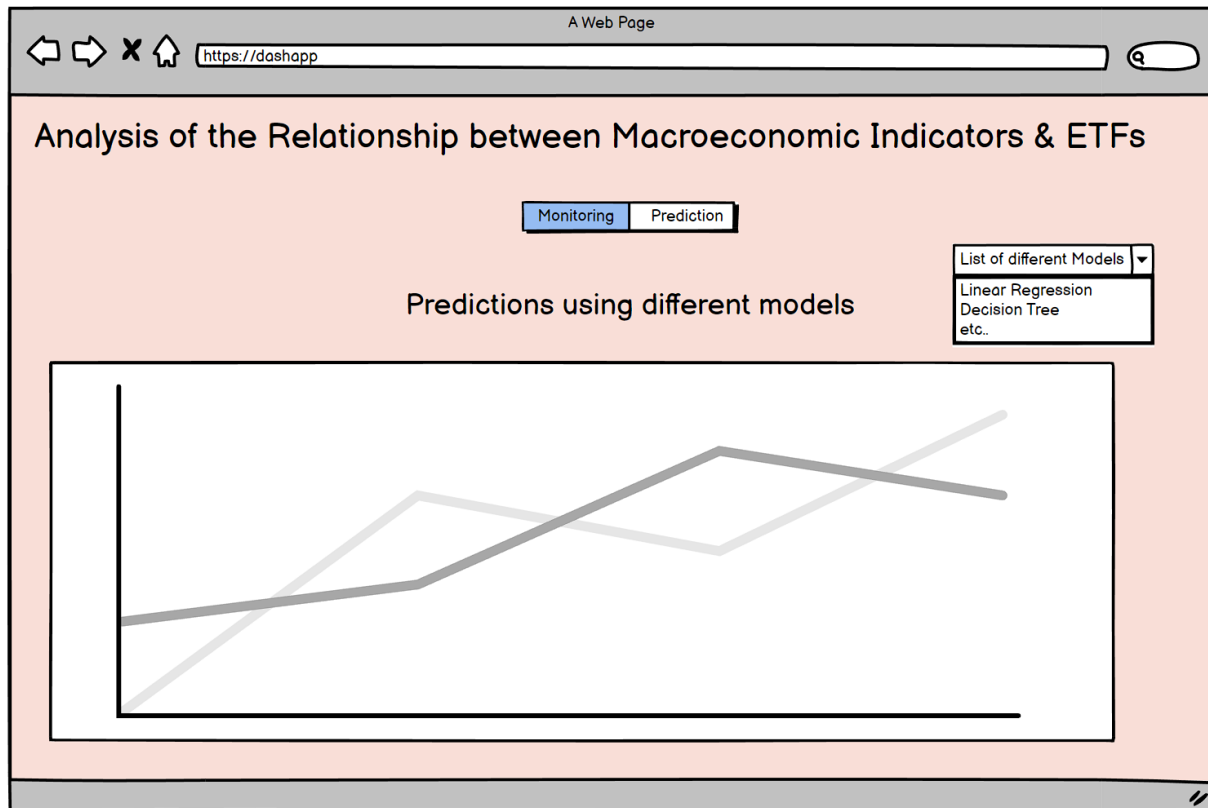 A Web Page
https://dashapp
Analysis of the Relationship between Macroeconomic Indicators & ETFs
Monitoring Prediction
List of different Models
Linear Regression
Decision Tree
etc..
Predictions using different models